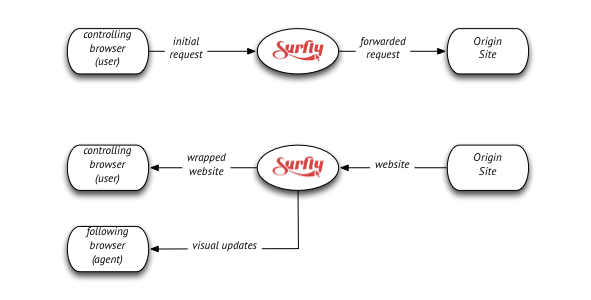 controlling
browser
(user)
initial
request
Surfly
forwarded
request
Origin
Site
controlling
browser
(user)
wrapped
website
Surfly
website
Origin
Site
following
browser
(agent)
visual updates